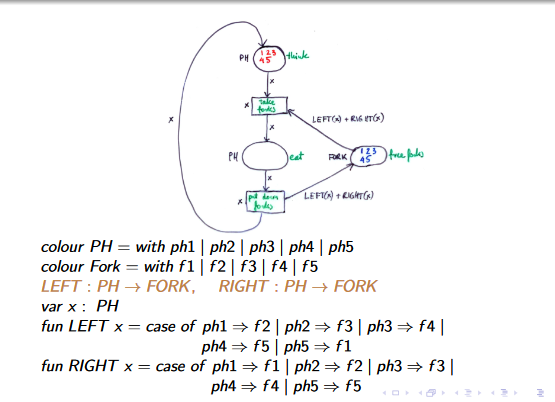 PH
1 2 3
4 5
think
x
x
take
forks
LEFT(x) + RIGHT(x)
x
x
PH
eat
FORK
1 2 3
4 5
free forks
x
x
put down
forks
LEFT(x) + RIGHT(x)
colour PH = with ph1 | ph2 | ph3 | ph4 | ph5
colour Fork = with f1 | f2 | f3 | f4 | f5
LEFT : PH → FORK, RIGHT : PH → FORK
var x : PH
fun LEFT x = case of ph1 ⇒ f2 | ph2 ⇒ f3 | ph3 ⇒ f4 |
ph4 ⇒ f5 | ph5 ⇒ f1
fun RIGHT x = case of ph1 ⇒ f1 | ph2 ⇒ f2 | ph3 ⇒ f3 |
ph4 ⇒ f4 | ph5 ⇒ f5